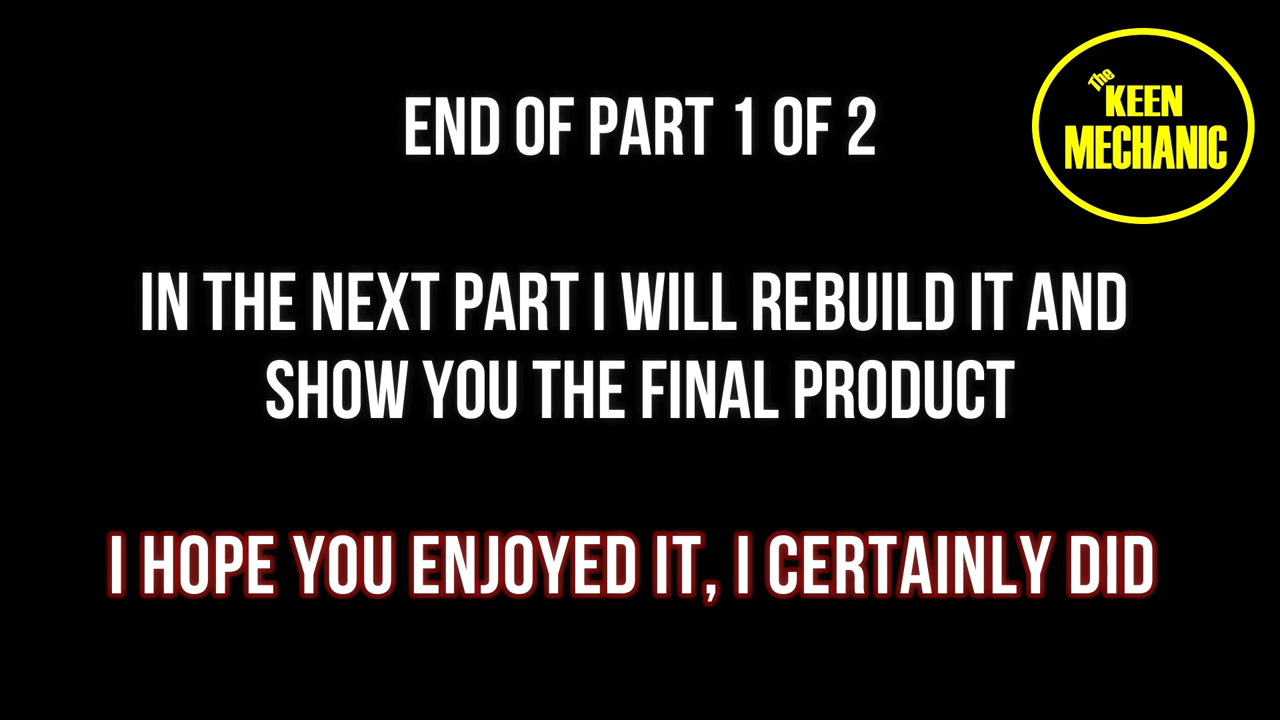 END OF PART 1 OF 2
The
KEEN
MECHANIC
IN THE NEXT PART I WILL REBUILD IT AND
SHOW YOU THE FINAL PRODUCT
I HOPE YOU ENJOYED IT, I CERTAINLY DID